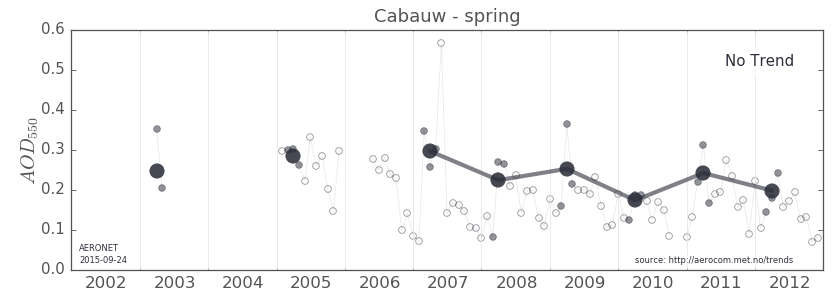 Cabauw - spring
0.6
No Trend
0.5
0.4
0.3
0.2
0.1
0.0
AOD550
AERONET
2015-09-24
source: http://aerocom.met.no/trends
2002 2003 2004 2005 2006 2007 2008 2009 2010 2011 2012